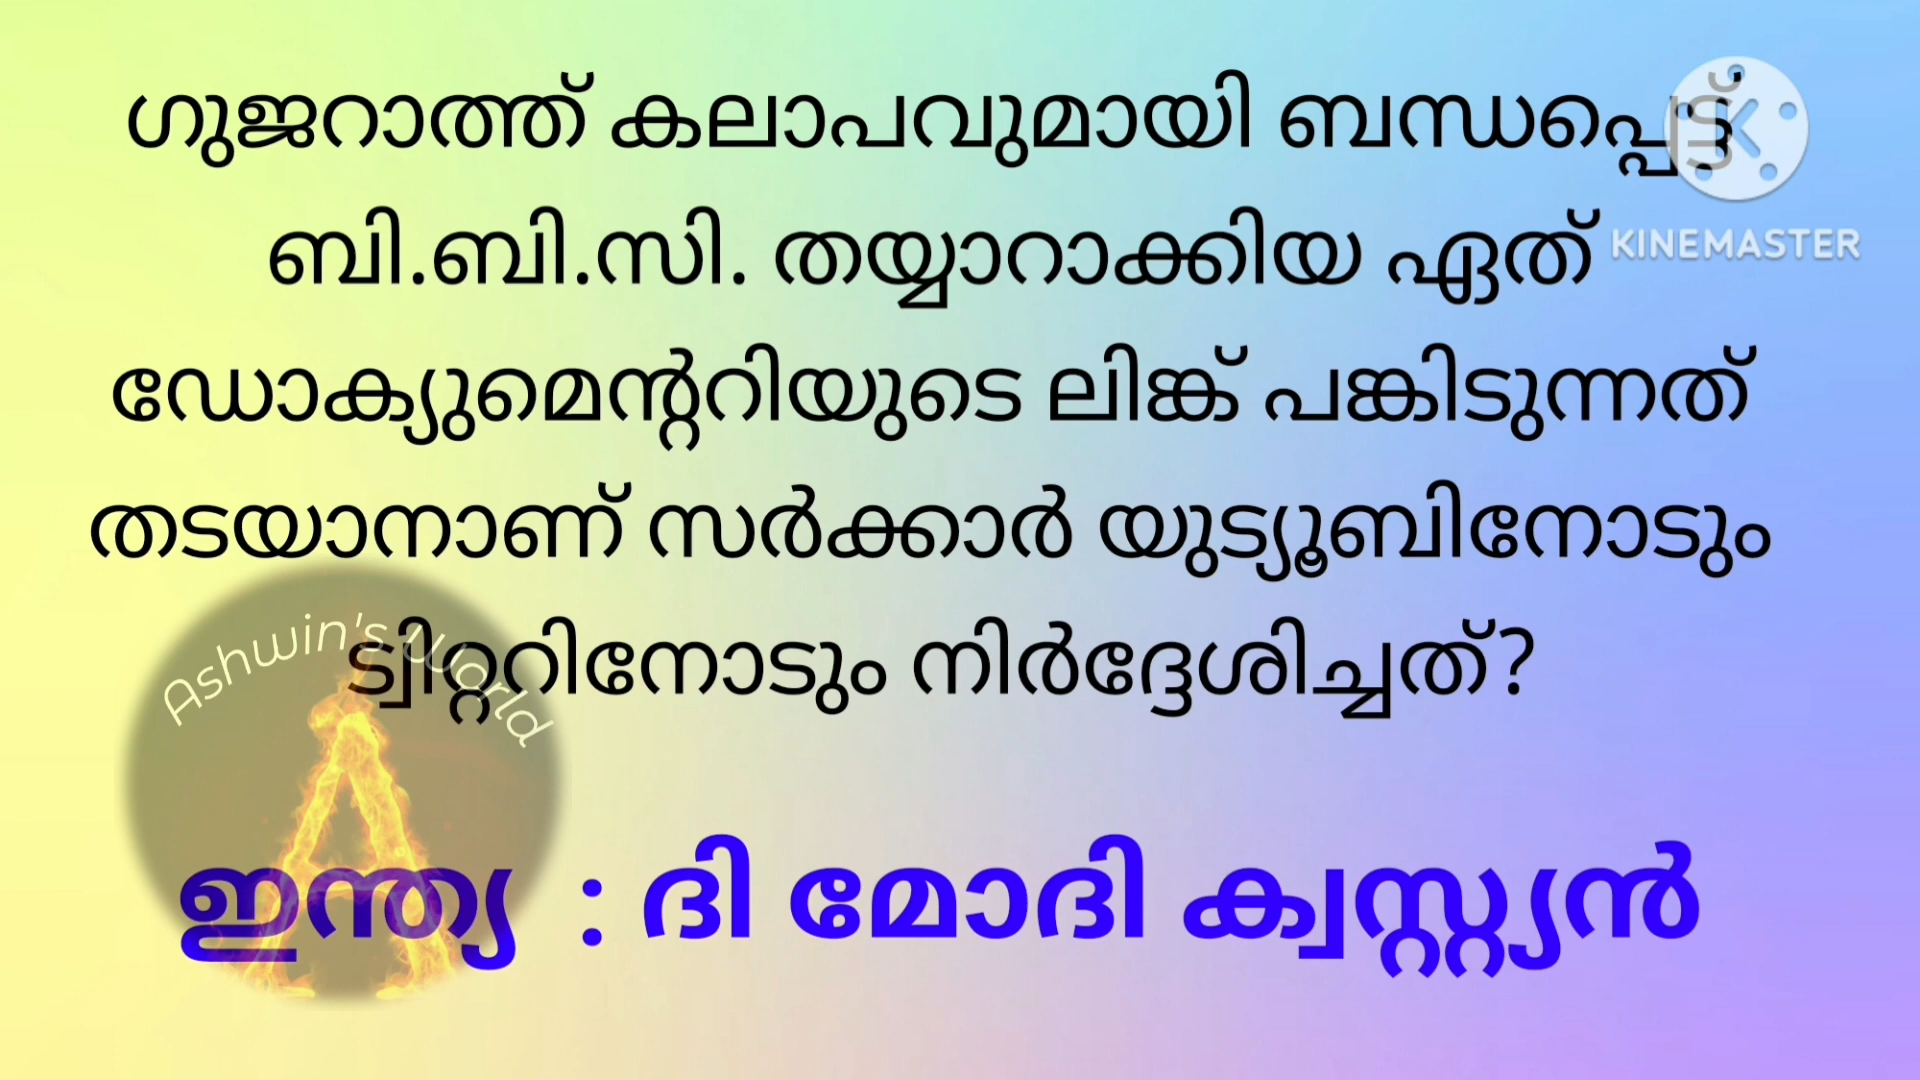 ഗുജറാത്ത് കലാപവുമായി ബന്ധപ്പെട്ട്
ബി.ബി.സി. തയ്യാറാക്കിയ ഏത്
KINEMASTER
ഡോക്യുമെന്ററിയുടെ ലിങ്ക് പങ്കിടുന്നത്
തടയാനാണ് സർക്കാർ യുട്യൂബിനോടും
ട്വിറ്ററിനോടും നിർദ്ദേശിച്ചത്?
Ashwin's World
ഇന്ത്യ : ദി മോദി ക്വസ്റ്റ്യൻ